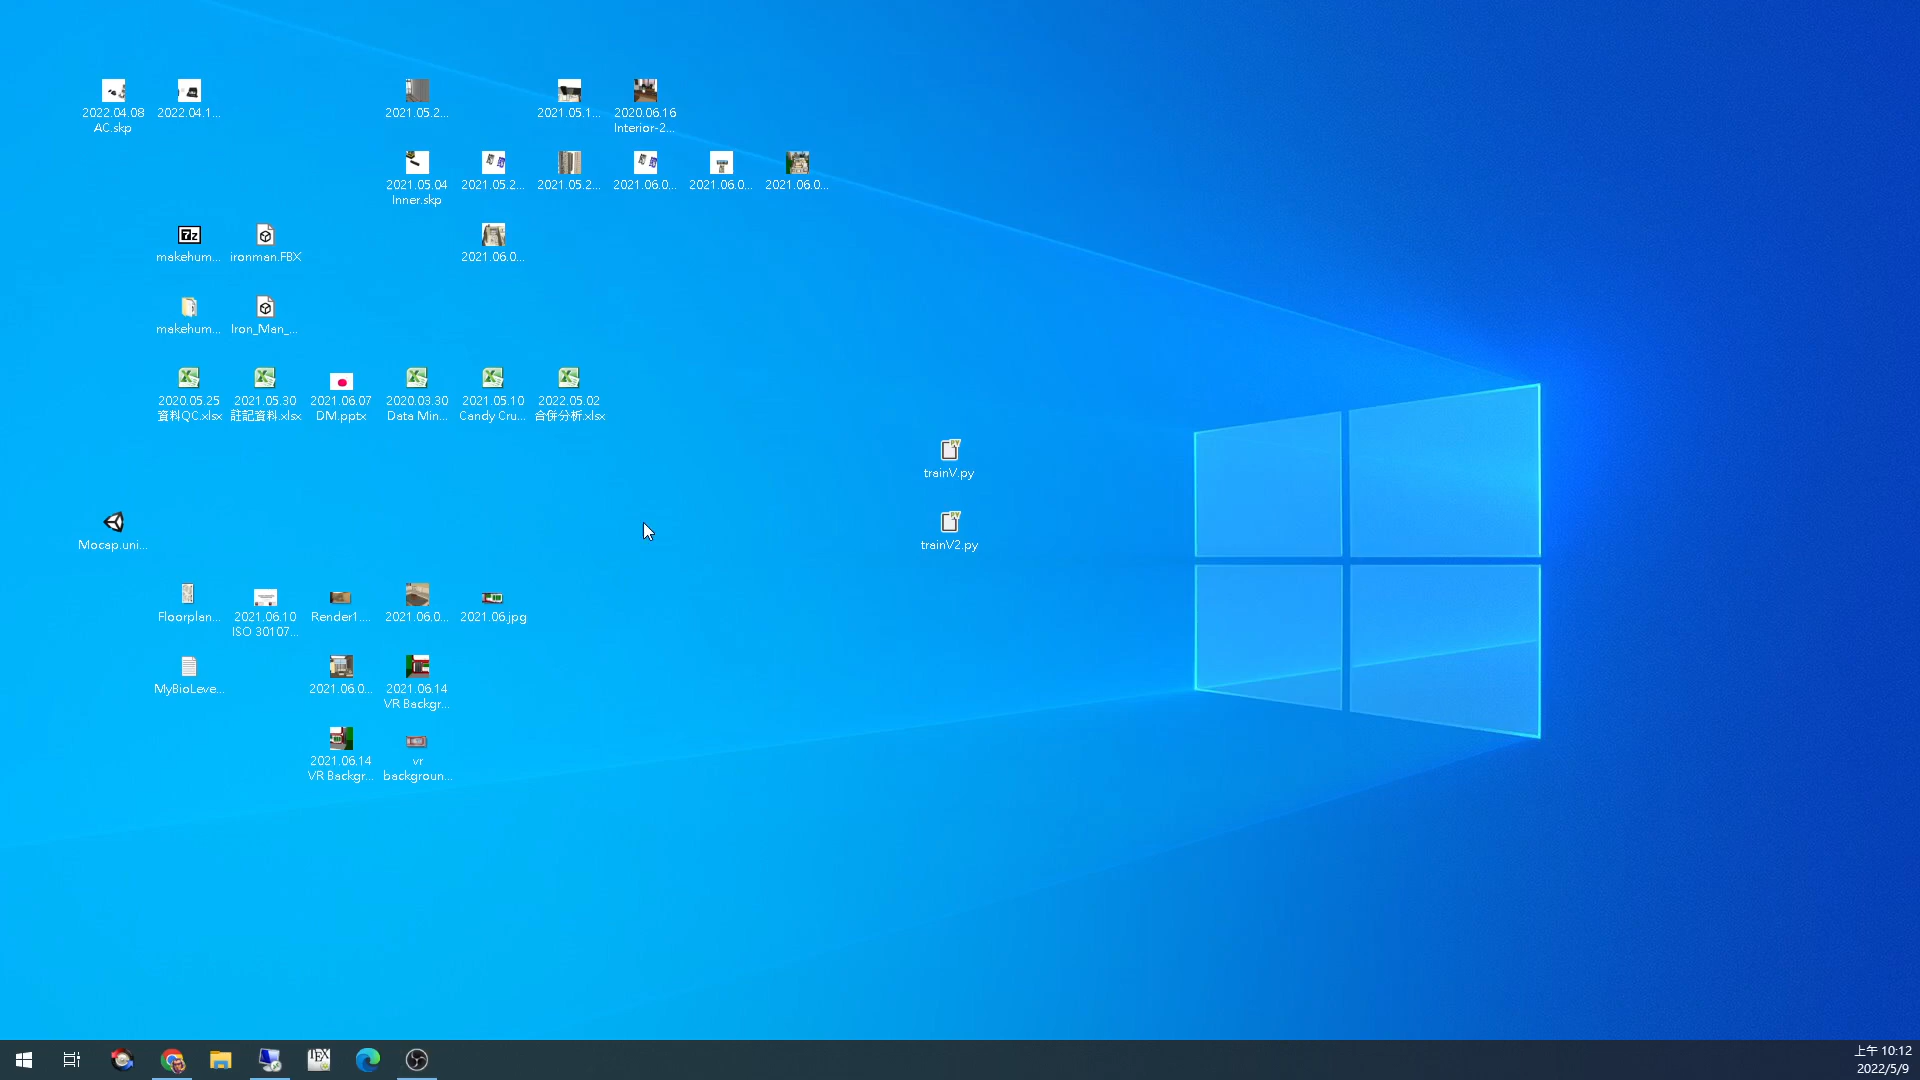 2022.04.08
AC.skp
2022.04.1...
2021.05.2...
2021.05.1...
2020.06.16
Interior-2...
2021.05.04
Inner.skp
2021.05.2...
2021.05.2...
2021.06.0...
2021.06.0...
2021.06.0...
7z
makehum...
ironman.FBX
2021.06.0...
makehum...
Iron_Man_...
2020.05.25
資料QC.xlsx
2021.05.30
註記資料.xlsx
2021.06.07
DM.pptx
2020.03.30
Data Min...
2021.05.10
Candy Cru...
2022.05.02
合併分析.xlsx
PY
trainV.py
Mocap.uni...
PY
trainV2.py
Floorplan...
2021.06.10
ISO 30107...
Render1....
2021.06.0...
2021.06.jpg
MyBioLeve...
2021.06.0...
2021.06.14
VR Backgr...
2021.06.14
VR Backgr...
vr
backgroun...
TEX
上午 10:12
2022/5/9